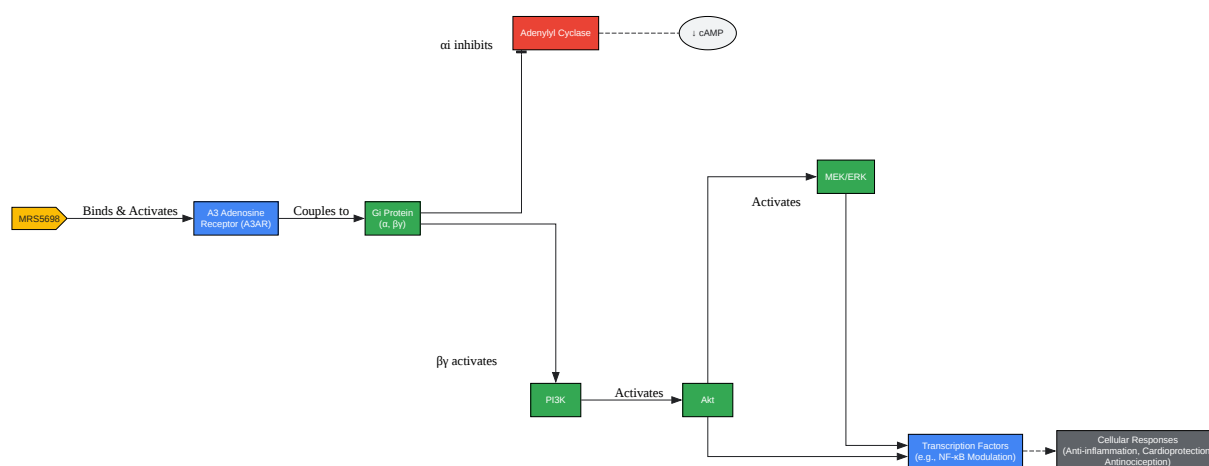 Adenylyl Cyclase
↓ cAMP
αi inhibits
MEK/ERK
Activates
MRS5698
Binds & Activates
A3 Adenosine
Receptor (A3AR)
Couples to
Gi Protein
(α, βγ)
βγ activates
PI3K
Activates
Akt
Transcription Factors
(e.g., NF-κB Modulation)
Cellular Responses
(Anti-inflammation, Cardioprotection
Antinociception)